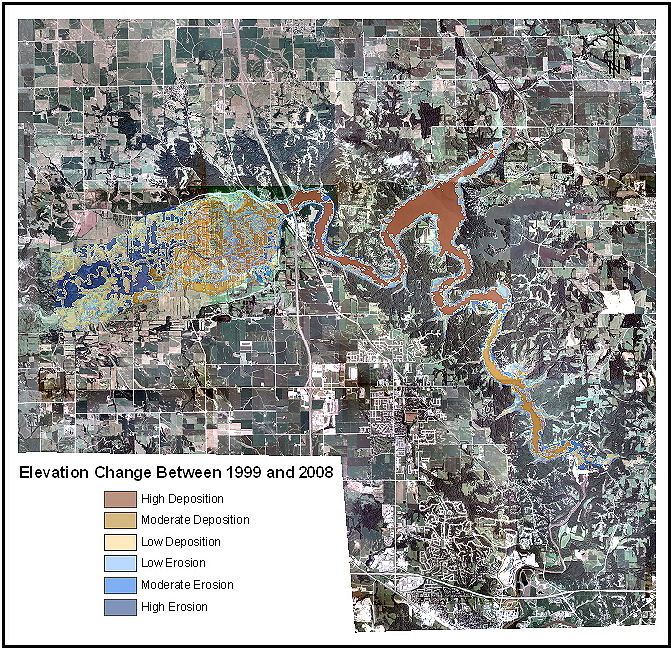 Elevation Change Between 1999 and 2008
High Deposition
Moderate Deposition
Low Deposition
Low Erosion
Moderate Erosion
High Erosion